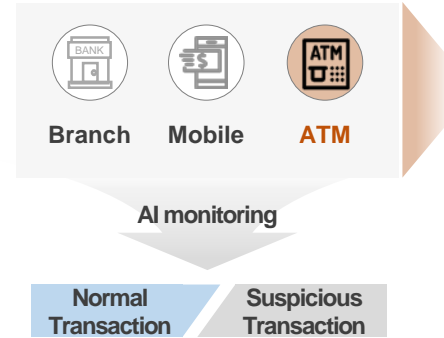 BANK
$
ATM
Branch Mobile ATM
AI monitoring
Normal
Transaction
Suspicious
Transaction